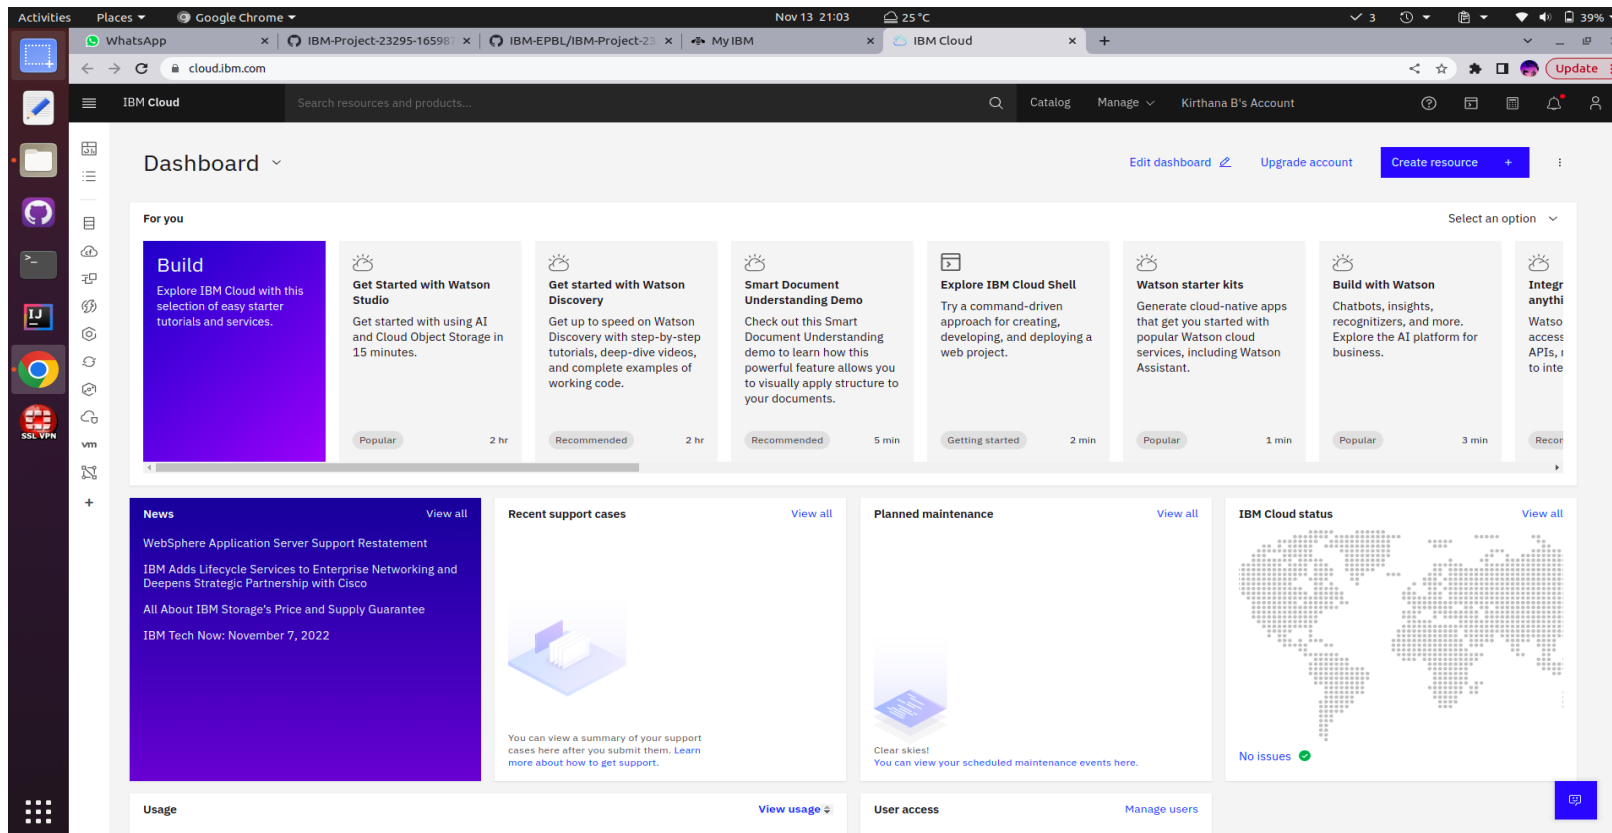 Activities Places Google Chrome Nov 13 21:03 25 °C 3 39%
WhatsApp IBM-Project-23295-165987 IBM-EPBL/IBM-Project-23 My IBM IBM Cloud
cloud.ibm.com Update
IBM Cloud Search resources and products... Catalog Manage Kirthana B's Account
Dashboard Edit dashboard Upgrade account Create resource +
For you Select an option
Build
Explore IBM Cloud with this
selection of easy starter
tutorials and services.
Get Started with Watson
Studio
Get started with using AI
and Cloud Object Storage in
15 minutes.
Popular 2 hr
Get started with Watson
Discovery
Get up to speed on Watson
Discovery with step-by-step
tutorials, deep-dive videos,
and complete examples of
working code.
Recommended 2 hr
Smart Document
Understanding Demo
Check out this Smart
Document Understanding
demo to learn how this
powerful feature allows you
to visually apply structure to
your documents.
Recommended 5 min
Explore IBM Cloud Shell
Try a command-driven
approach for creating,
developing, and deploying a
web project.
Getting started 2 min
Watson starter kits
Generate cloud-native apps
that get you started with
popular Watson cloud
services, including Watson
Assistant.
Popular 1 min
Build with Watson
Chatbots, insights,
recognitizers, and more.
Explore the AI platform for
business.
Popular 3 min
Integr
anythi
Watso
access
APIs, r
to inte
Recor
News View all
WebSphere Application Server Support Restatement
IBM Adds Lifecycle Services to Enterprise Networking and
Deepens Strategic Partnership with Cisco
All About IBM Storage's Price and Supply Guarantee
IBM Tech Now: November 7, 2022
Recent support cases View all
You can view a summary of your support
cases here after you submit them. Learn
more about how to get support.
Planned maintenance View all
Clear skies!
You can view your scheduled maintenance events here.
IBM Cloud status View all
No issues
Usage View usage
User access Manage users
IJ
SSL VPN
vm